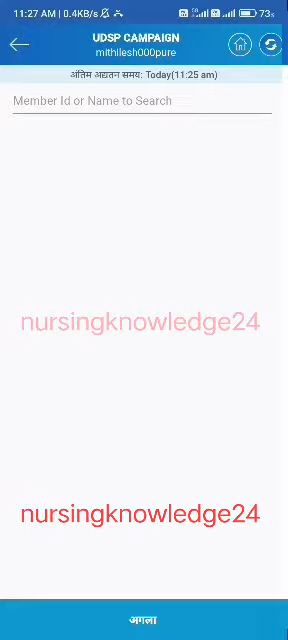 11:27 AM | 0.4KB/s
73
UDSP CAMPAIGN
mithilesh000pure
अंतिम अद्यतन समय: Today(11:25 am)
Member Id or Name to Search
nursingknowledge24
nursingknowledge24
अगला